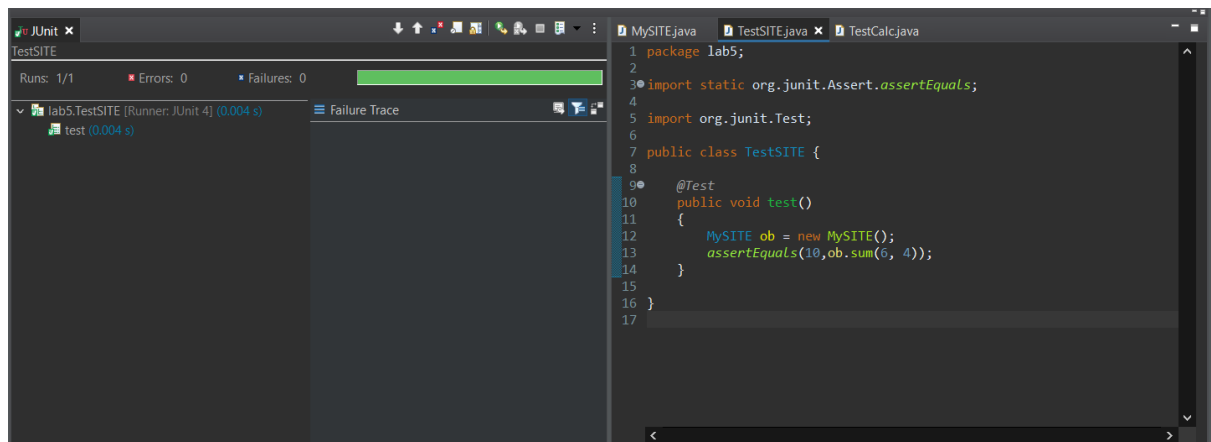 JUnit
TestSITE
Runs: 1/1 Errors: 0 Failures: 0
lab5.TestSITE [Runner: JUnit 4] (0.004 s)
test (0.004 s)
Failure Trace
MySITE.java TestSITE.java TestCalc.java
1 package lab5;
2
3 import static org.junit.Assert.assertEquals;
4
5 import org.junit.Test;
6
7 public class TestSITE {
8
9 @Test
10 public void test()
11 {
12 MySITE ob = new MySITE();
13 assertEquals(10,ob.sum(6, 4));
14 }
15
16 }
17